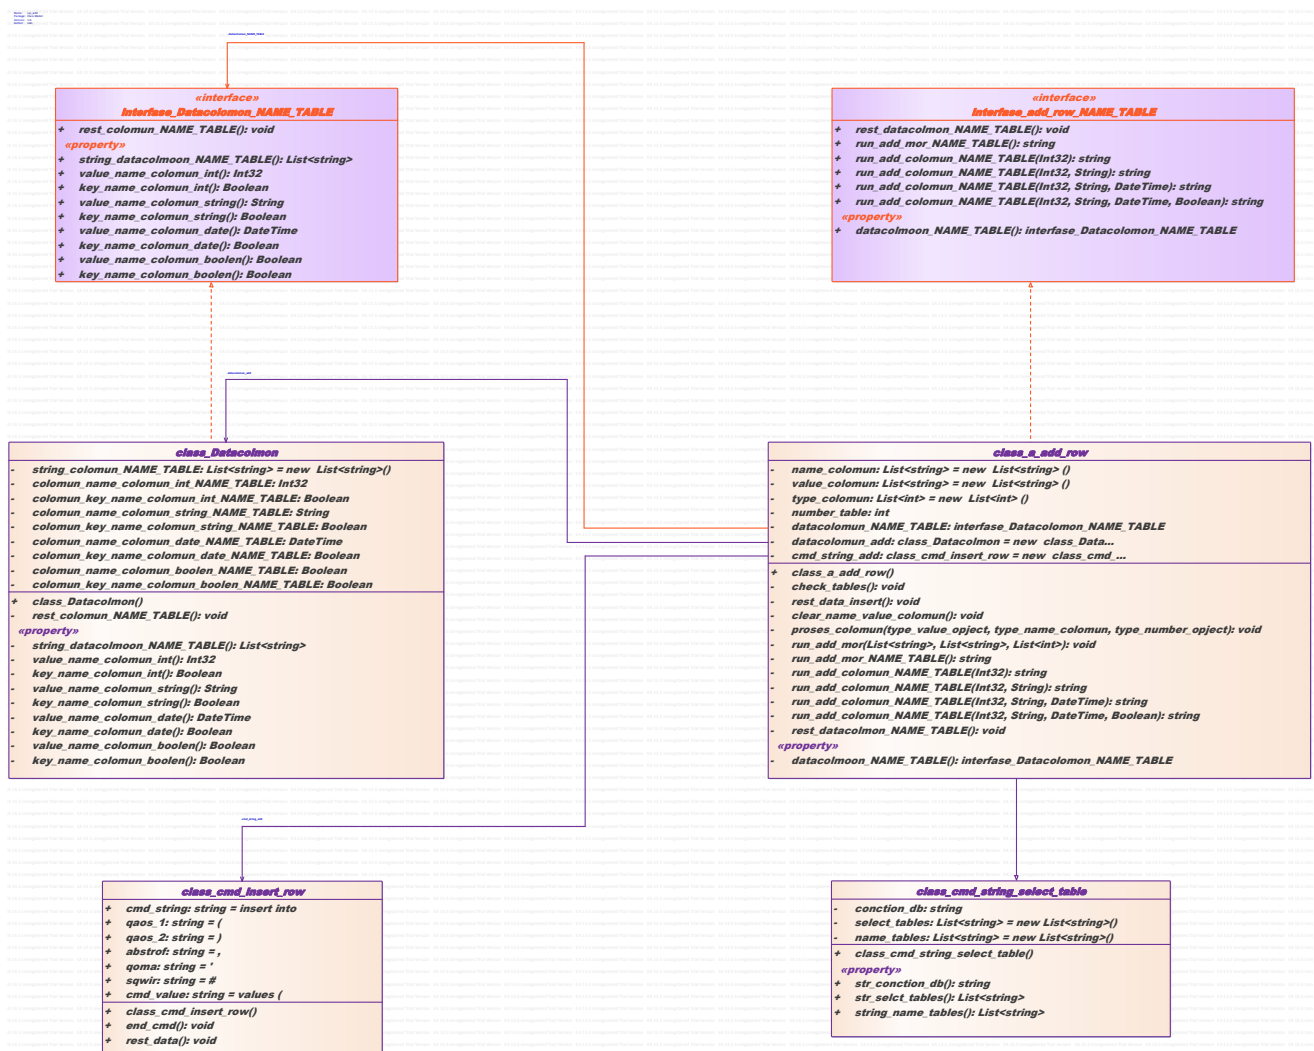 datacolomun_NAME_TABLE
«interface»
interfase_Datacolomon_NAME_TABLE
+ rest_colomun_NAME_TABLE(): void
«property»
+ string_datacolmoon_NAME_TABLE(): List<string>
+ value_name_colomun_int(): Int32
+ key_name_colomun_int(): Boolean
+ value_name_colomun_string(): String
+ key_name_colomun_string(): Boolean
+ value_name_colomun_date(): DateTime
+ key_name_colomun_date(): Boolean
+ value_name_colomun_boolen(): Boolean
+ key_name_colomun_boolen(): Boolean
«interface»
interfase_add_row_NAME_TABLE
+ rest_datacolmon_NAME_TABLE(): void
+ run_add_mor_NAME_TABLE(): string
+ run_add_colomun_NAME_TABLE(Int32): string
+ run_add_colomun_NAME_TABLE(Int32, String): string
+ run_add_colomun_NAME_TABLE(Int32, String, DateTime): string
+ run_add_colomun_NAME_TABLE(Int32, String, DateTime, Boolean): string
«property»
+ datacolmoon_NAME_TABLE(): interfase_Datacolomon_NAME_TABLE
datacolomun_add
class_Datacolmon
- string_colomun_NAME_TABLE: List<string> = new List<string>()
- colomun_name_colomun_int_NAME_TABLE: Int32
- colomun_key_name_colomun_int_NAME_TABLE: Boolean
- colomun_name_colomun_string_NAME_TABLE: String
- colomun_key_name_colomun_string_NAME_TABLE: Boolean
- colomun_name_colomun_date_NAME_TABLE: DateTime
- colomun_key_name_colomun_date_NAME_TABLE: Boolean
- colomun_name_colomun_boolen_NAME_TABLE: Boolean
- colomun_key_name_colomun_boolen_NAME_TABLE: Boolean
+ class_Datacolmon()
- rest_colomun_NAME_TABLE(): void
«property»
- string_datacolmoon_NAME_TABLE(): List<string>
- value_name_colomun_int(): Int32
- key_name_colomun_int(): Boolean
- value_name_colomun_string(): String
- key_name_colomun_string(): Boolean
- value_name_colomun_date(): DateTime
- key_name_colomun_date(): Boolean
- value_name_colomun_boolen(): Boolean
- key_name_colomun_boolen(): Boolean
class_a_add_row
- name_colomun: List<string> = new List<string> ()
- value_colomun: List<string> = new List<string> ()
- type_colomun: List<int> = new List<int> ()
- number_table: int
- datacolomun_NAME_TABLE: interfase_Datacolomon_NAME_TABLE
- datacolomun_add: class_Datacolmon = new class_Data...
- cmd_string_add: class_cmd_insert_row = new class_cmd_...
+ class_a_add_row()
- check_tables(): void
- rest_data_insert(): void
- clear_name_value_colomun(): void
- proses_colomun(type_value_opject, type_name_colomun, type_number_opject): void
- run_add_mor(List<string>, List<string>, List<int>): void
- run_add_mor_NAME_TABLE(): string
- run_add_colomun_NAME_TABLE(Int32): string
- run_add_colomun_NAME_TABLE(Int32, String): string
- run_add_colomun_NAME_TABLE(Int32, String, DateTime): string
- run_add_colomun_NAME_TABLE(Int32, String, DateTime, Boolean): string
- rest_datacolmon_NAME_TABLE(): void
«property»
- datacolmoon_NAME_TABLE(): interfase_Datacolomon_NAME_TABLE
cmd_string_add
class_cmd_insert_row
+ cmd_string: string = insert into
+ qaos_1: string = (
+ qaos_2: string = )
+ abstrof: string = ,
+ qoma: string = '
+ sqwir: string = #
+ cmd_value: string = values (
+ class_cmd_insert_row()
+ end_cmd(): void
+ rest_data(): void
class_cmd_string_select_table
- conction_db: string
- select_tables: List<string> = new List<string>()
- name_tables: List<string> = new List<string>()
+ class_cmd_string_select_table()
«property»
+ str_conction_db(): string
+ str_selct_tables(): List<string>
+ string_name_tables(): List<string>